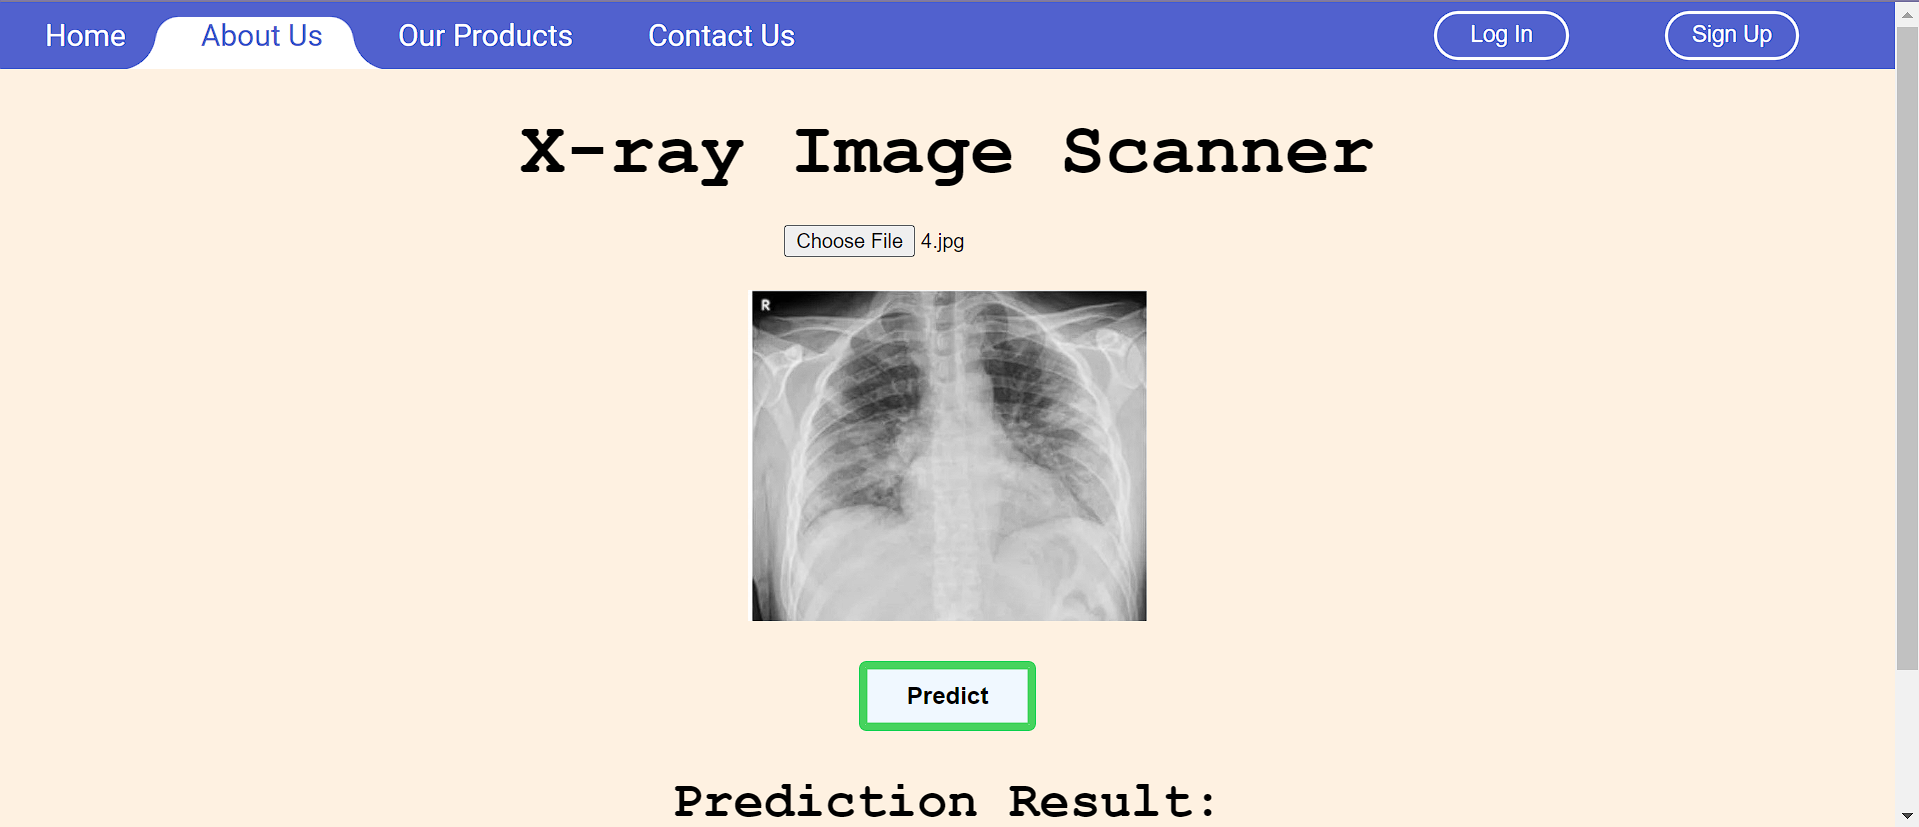 Home About Us Our Products Contact Us Log In Sign Up
X-ray Image Scanner
Choose File 4.jpg
R
Predict
Prediction Result: